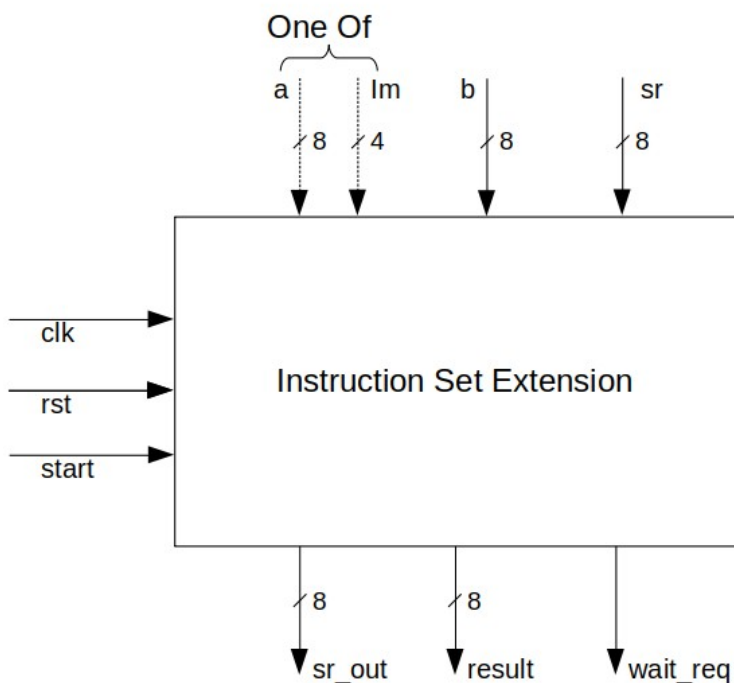 One Of
a Im b sr
8 4 8 8
clk
Instruction Set Extension
rst
start
8 8
sr_out result wait_req